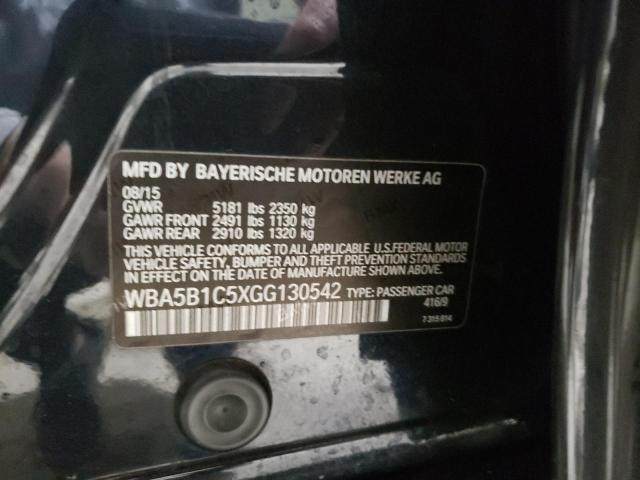 MFD BY BAYERISCHE MOTOREN WERKE AG
08/15
GVWR 5181 lbs 2350 kg
GAWR FRONT 2491 lbs 1130 kg
GAWR REAR 2910 lbs 1320 kg
THIS VEHICLE CONFORMS TO ALL APPLICABLE U.S.FEDERAL MOTOR
VEHICLE SAFETY, BUMPER AND THEFT PREVENTION STANDARDS
IN EFFECT ON THE DATE OF MANUFACTURE SHOWN ABOVE.
WBA5B1C5XGG130542 TYPE: PASSENGER CAR
416/9
7 315 814